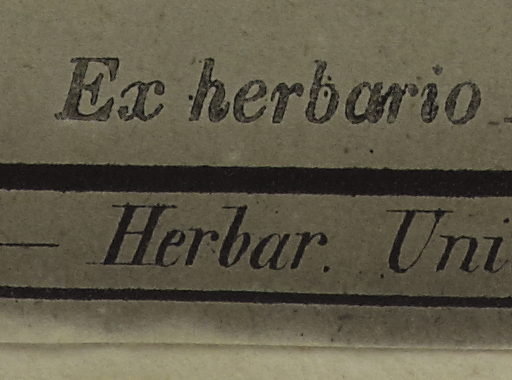 Ex herbario
— Herbar. Uni